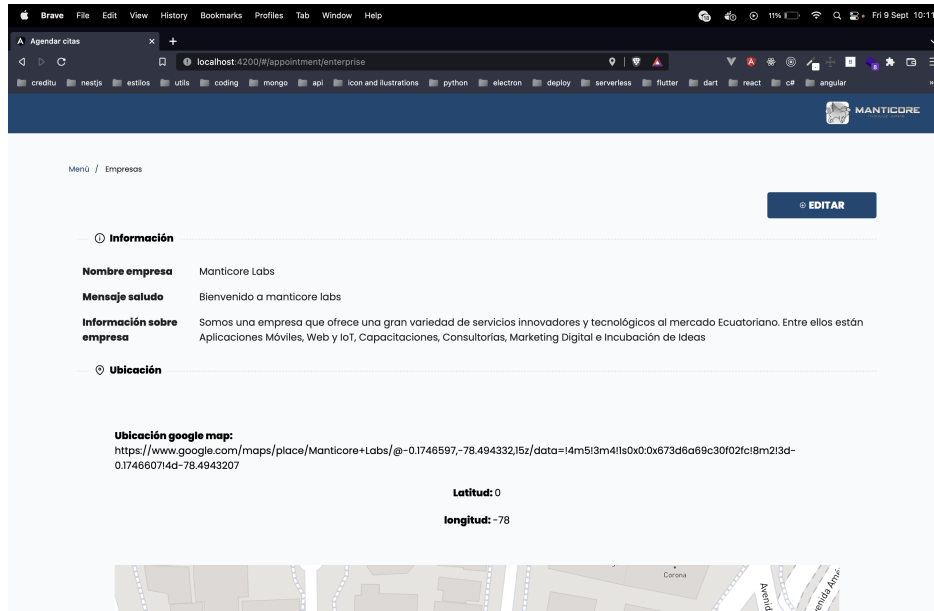 Brave File Edit View History Bookmarks Profiles Tab Window Help 11% Fri 9 Sept 10:11
Agendar citas
localhost:4200/#/appointment/enterprise
creditu nestjs estilos utils coding mongo api icon and ilustrations python electron deploy serverless flutter dart react c# angular
MANTICORE
Menú / Empresas
EDITAR
Información
Nombre empresa Manticore Labs
Mensaje saludo Bienvenido a manticore labs
Información sobre empresa Somos una empresa que ofrece una gran variedad de servicios innovadores y tecnológicos al mercado Ecuatoriano. Entre ellos están
Aplicaciones Móviles, Web y IoT, Capacitaciones, Consultorías, Marketing Digital e Incubación de Ideas
Ubicación
Ubicación google map:
https://www.google.com/maps/place/Manticore+Labs/@-0.1746597,-78.494332,15z/data=!4m5!3m4!1s0x0:0x673d6a69c30f02fc!8m2!3d-
0.1746607!4d-78.4943207
Latitud: 0
longitud: -78
Corona